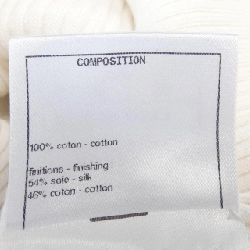 COMPOSITION
100% coton - cotton
finitions - finishing
54% soie - silk
46% coton - cotton